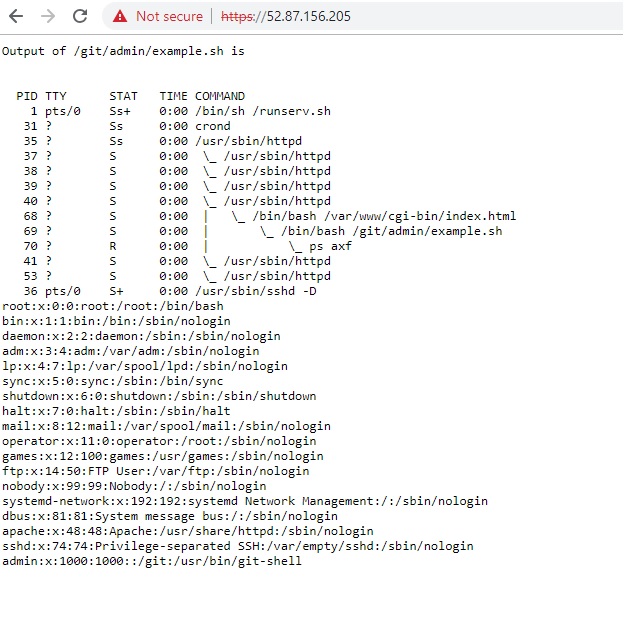 Not secure | https://52.87.156.205
Output of /git/admin/example.sh is
  PID TTY      STAT   TIME COMMAND
    1 pts/0    Ss+    0:00 /bin/sh /runserv.sh
   31 ?        Ss     0:00 crond
   35 ?        Ss     0:00 /usr/sbin/httpd
   37 ?        S      0:00  \_ /usr/sbin/httpd
   38 ?        S      0:00  \_ /usr/sbin/httpd
   39 ?        S      0:00  \_ /usr/sbin/httpd
   40 ?        S      0:00  \_ /usr/sbin/httpd
   68 ?        S      0:00  |   \_ /bin/bash /var/www/cgi-bin/index.html
   69 ?        S      0:00  |       \_ /bin/bash /git/admin/example.sh
   70 ?        R      0:00  |           \_ ps axf
   41 ?        S      0:00  \_ /usr/sbin/httpd
   53 ?        S      0:00  \_ /usr/sbin/httpd
   36 pts/0    S+     0:00 /usr/sbin/sshd -D
root:x:0:0:root:/root:/bin/bash
bin:x:1:1:bin:/bin:/sbin/nologin
daemon:x:2:2:daemon:/sbin:/sbin/nologin
adm:x:3:4:adm:/var/adm:/sbin/nologin
lp:x:4:7:lp:/var/spool/lpd:/sbin/nologin
sync:x:5:0:sync:/sbin:/bin/sync
shutdown:x:6:0:shutdown:/sbin:/sbin/shutdown
halt:x:7:0:halt:/sbin:/sbin/halt
mail:x:8:12:mail:/var/spool/mail:/sbin/nologin
operator:x:11:0:operator:/root:/sbin/nologin
games:x:12:100:games:/usr/games:/sbin/nologin
ftp:x:14:50:FTP User:/var/ftp:/sbin/nologin
nobody:x:99:99:Nobody:/:/sbin/nologin
systemd-network:x:192:192:systemd Network Management:/:/sbin/nologin
dbus:x:81:81:System message bus:/:/sbin/nologin
apache:x:48:48:Apache:/usr/share/httpd:/sbin/nologin
sshd:x:74:74:Privilege-separated SSH:/var/empty/sshd:/sbin/nologin
admin:x:1000:1000::/git:/usr/bin/git-shell